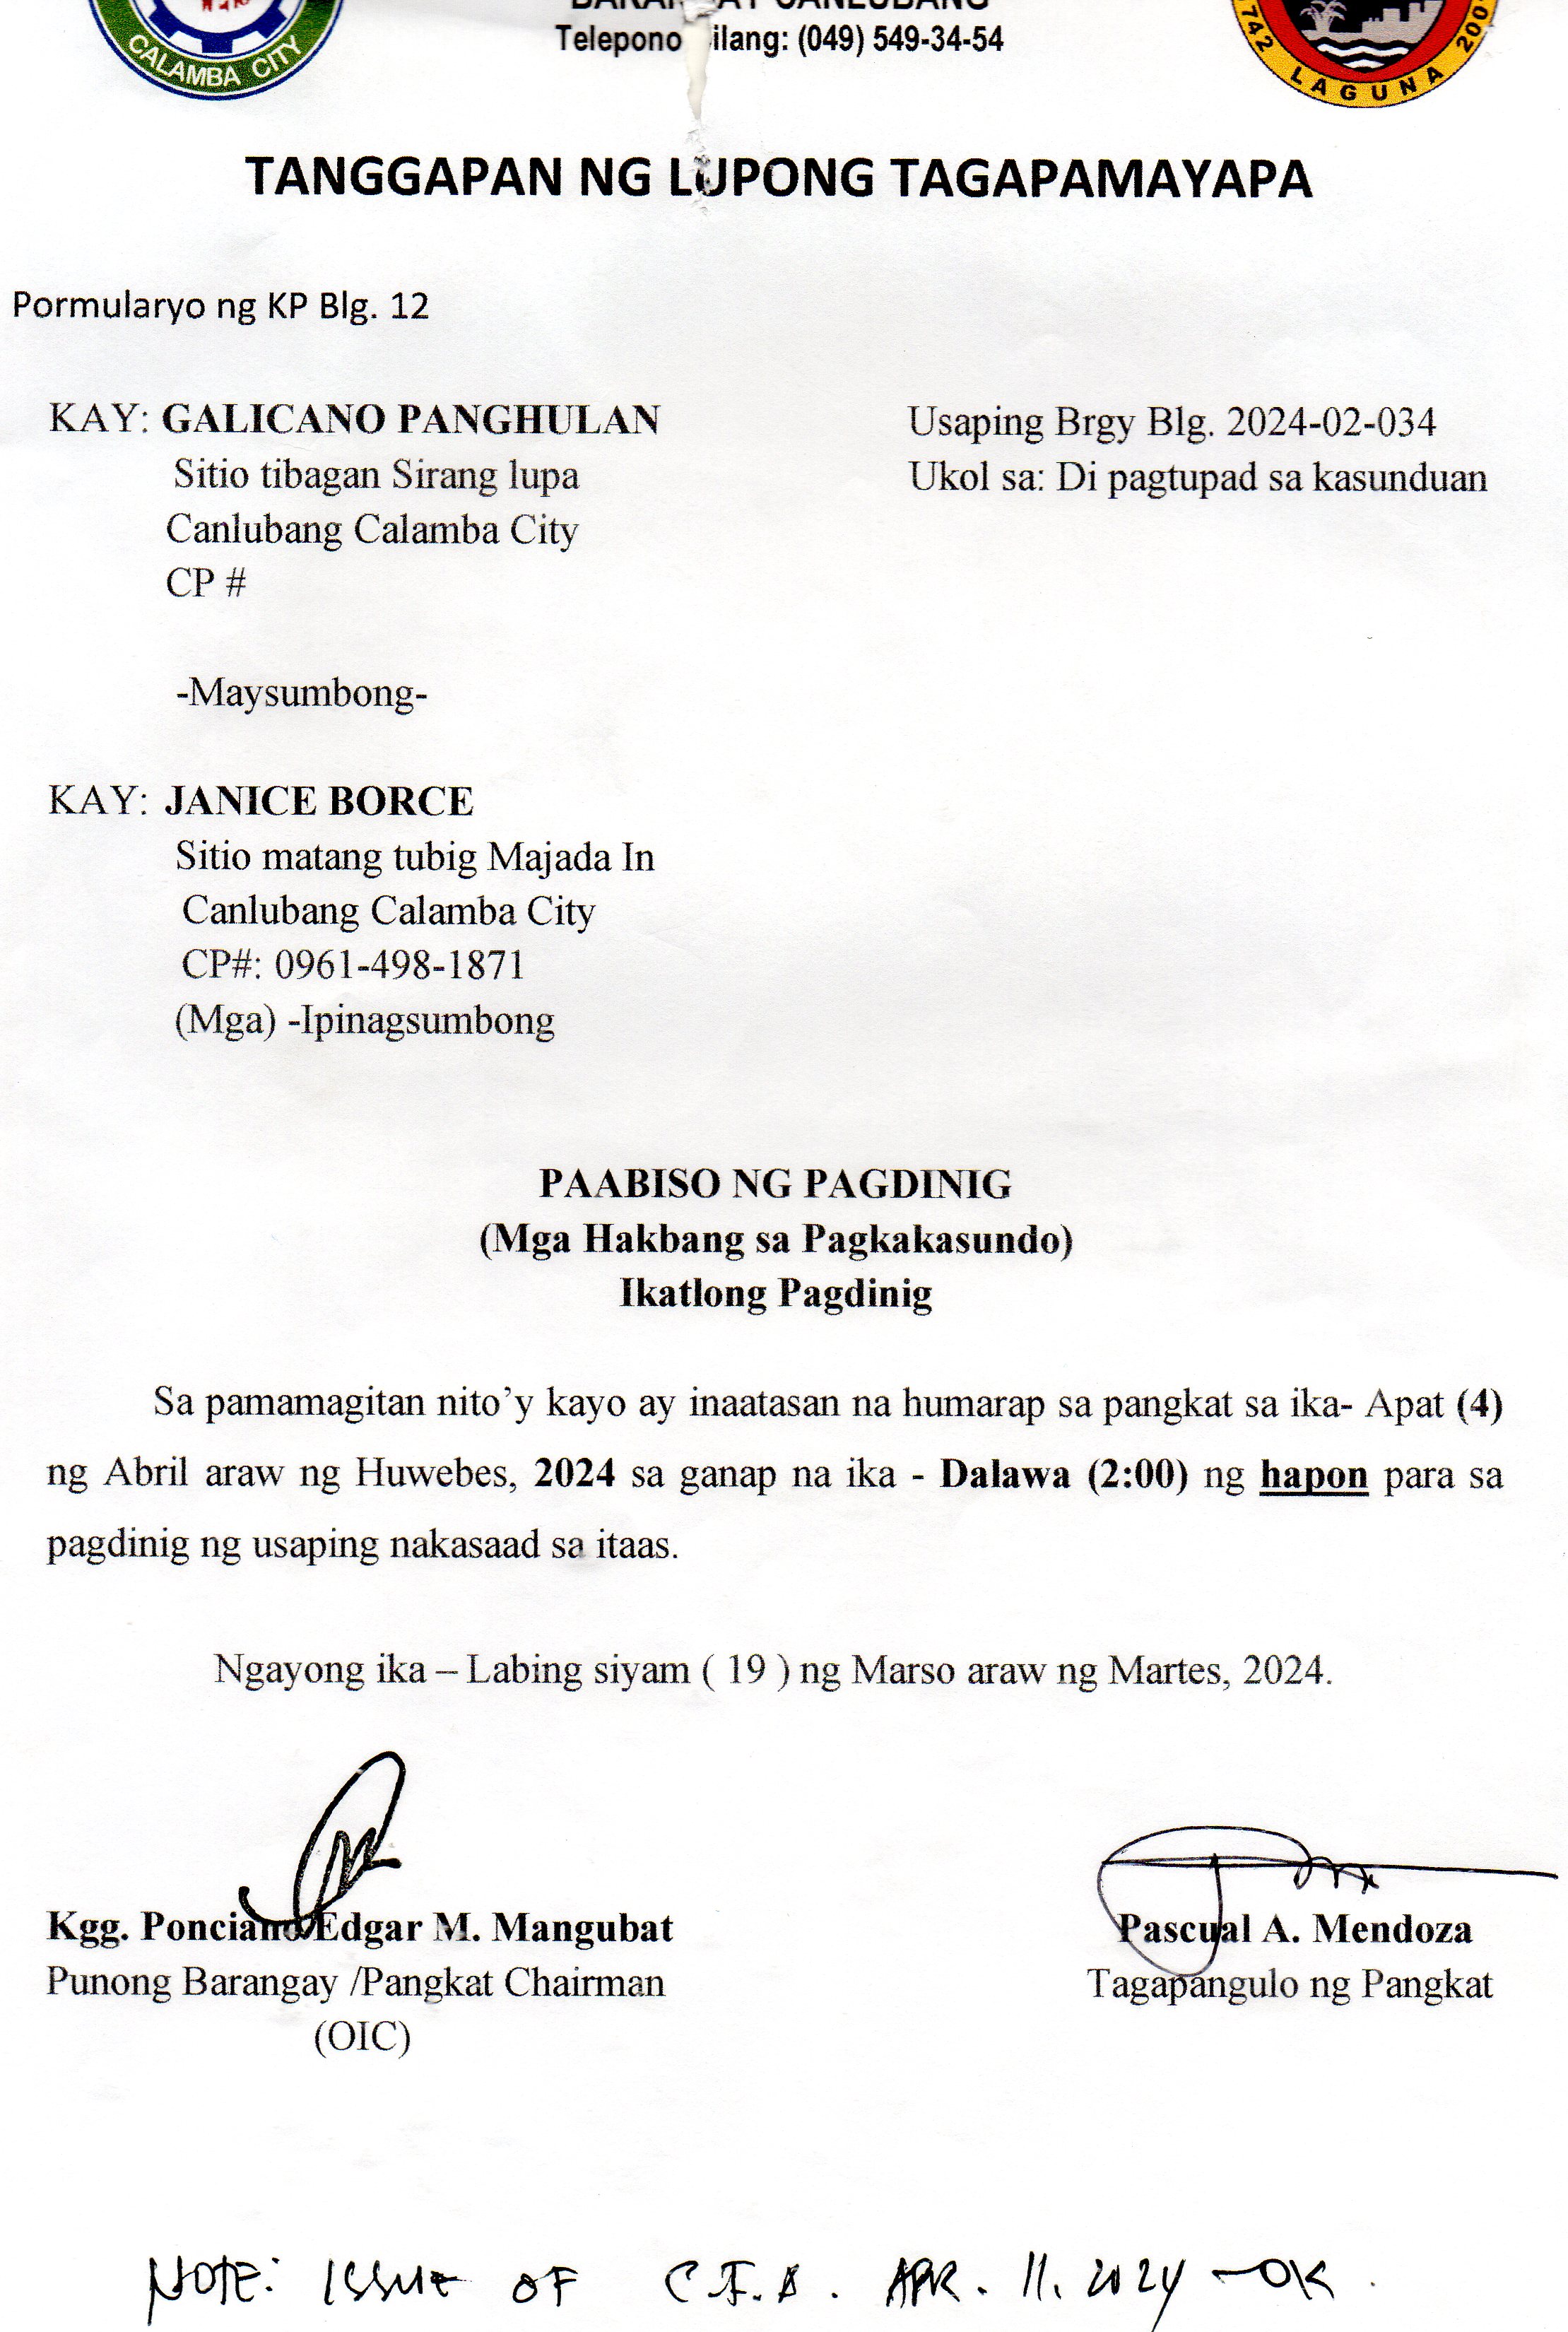 CALAMBA CITY
BARANGAY CANLUBANG
Telepono ilang: (049) 549-34-54
1742 LAGUNA 200
TANGGAPAN NG LUPONG TAGAPAMAYAPA
Pormularyo ng KP Blg. 12
KAY: GALICANO PANGHULAN
Sitio tibagan Sirang lupa
Canlubang Calamba City
CP #
-Maysumbong-
Usaping Brgy Blg. 2024-02-034
Ukol sa: Di pagtupad sa kasunduan
KAY: JANICE BORCE
Sitio matang tubig Majada In
Canlubang Calamba City
CP#: 0961-498-1871
(Mga) -Ipinagsumbong
PAABISO NG PAGDINIG
(Mga Hakbang sa Pagkakasundo)
Ikatlong Pagdinig
Sa pamamagitan nito’y kayo ay inaatasan na humarap sa pangkat sa ika- Apat (4)
ng Abril araw ng Huwebes, 2024 sa ganap na ika - Dalawa (2:00) ng hapon para sa
pagdinig ng usaping nakasaad sa itaas.
Ngayong ika – Labing siyam ( 19 ) ng Marso araw ng Martes, 2024.
Kgg. Ponciano Edgar M. Mangubat
Punong Barangay /Pangkat Chairman
(OIC)
Pascual A. Mendoza
Tagapangulo ng Pangkat
NOTE: ISSUE OF C.F.A. APR. 11. 2024 - OK.